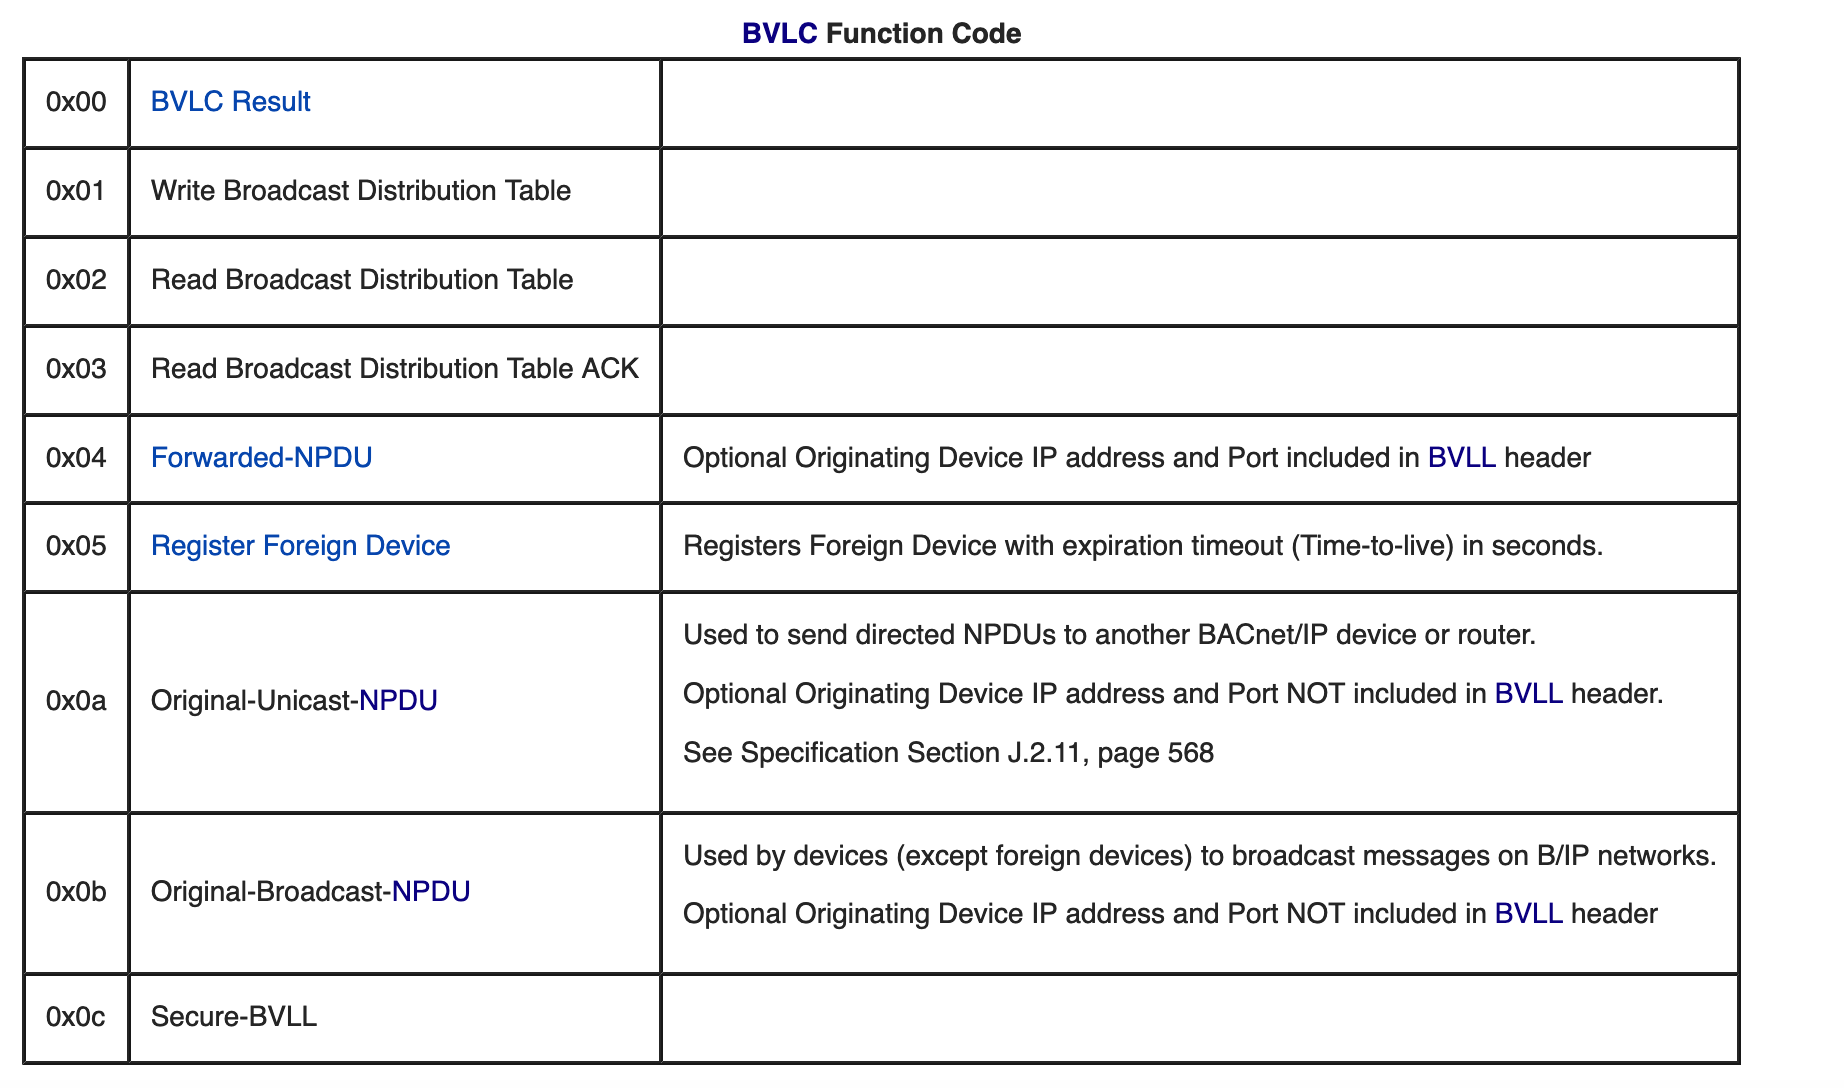 BVLC Function Code
0x00 BVLC Result
0x01 Write Broadcast Distribution Table
0x02 Read Broadcast Distribution Table
0x03 Read Broadcast Distribution Table ACK
0x04 Forwarded-NPDU Optional Originating Device IP address and Port included in BVLL header
0x05 Register Foreign Device Registers Foreign Device with expiration timeout (Time-to-live) in seconds.
0x0a Original-Unicast-NPDU
Used to send directed NPDUs to another BACnet/IP device or router.
Optional Originating Device IP address and Port NOT included in BVLL header.
See Specification Section J.2.11, page 568
0x0b Original-Broadcast-NPDU
Used by devices (except foreign devices) to broadcast messages on B/IP networks.
Optional Originating Device IP address and Port NOT included in BVLL header
0x0c Secure-BVLL